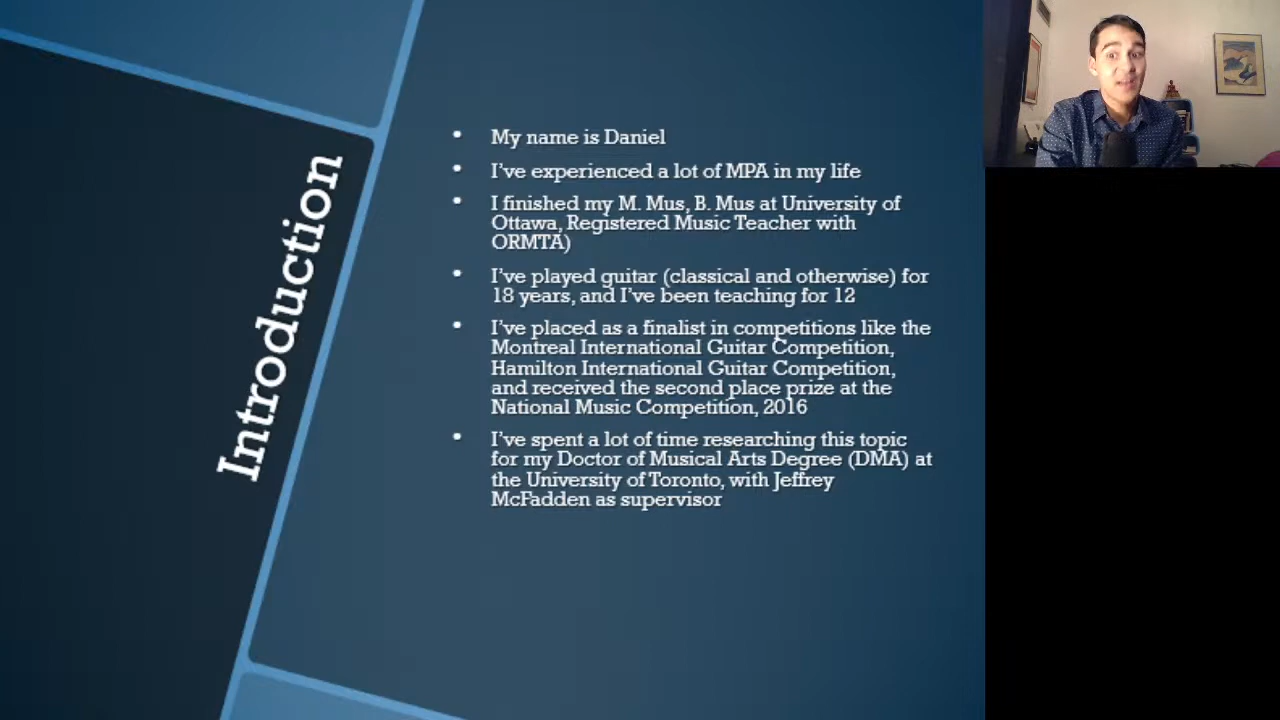 Introduction
• My name is Daniel
• I've experienced a lot of MPA in my life
• I finished my M. Mus, B. Mus at University of
Ottawa, Registered Music Teacher with
ORMTA)
• I've played guitar (classical and otherwise) for
18 years, and I've been teaching for 12
• I've placed as a finalist in competitions like the
Montreal International Guitar Competition,
Hamilton International Guitar Competition,
and received the second place prize at the
National Music Competition, 2016
• I've spent a lot of time researching this topic
for my Doctor of Musical Arts Degree (DMA) at
the University of Toronto, with Jeffrey
McFadden as supervisor